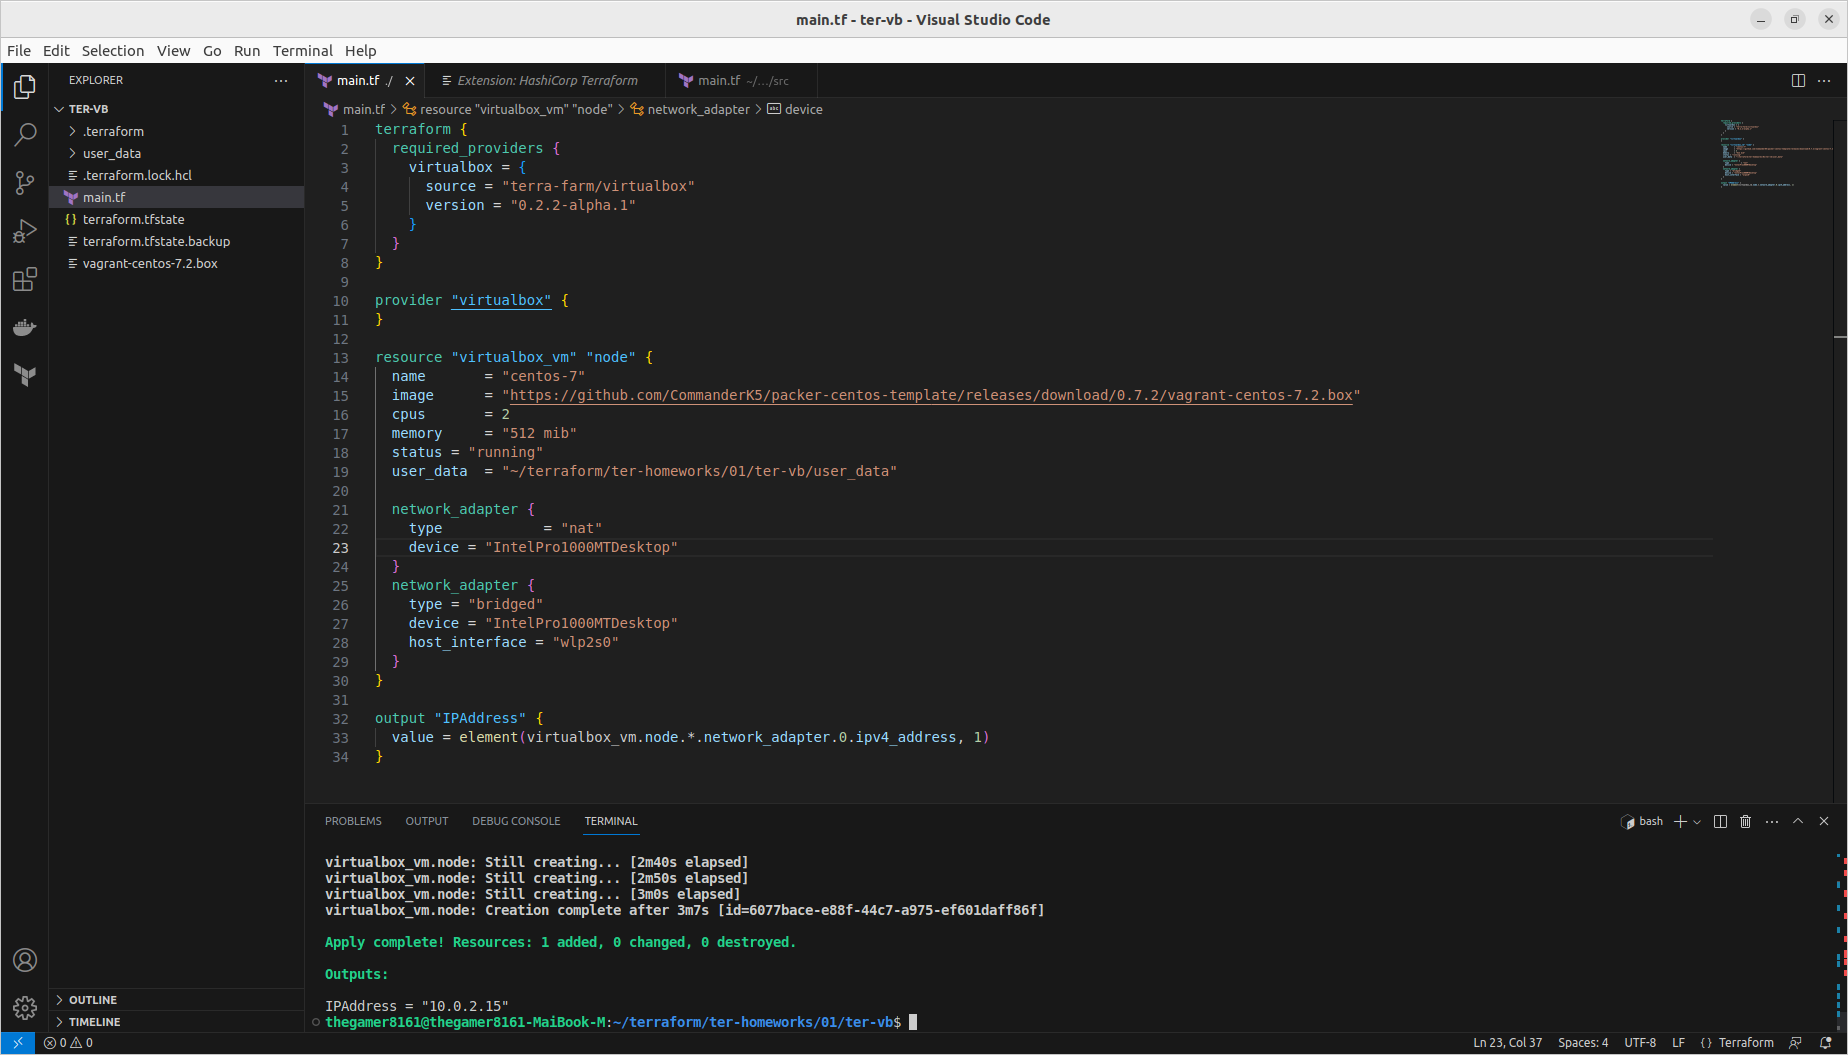 main.tf - ter-vb - Visual Studio Code
File Edit Selection View Go Run Terminal Help
EXPLORER
TER-VB
.terraform
user_data
.terraform.lock.hcl
main.tf
terraform.tfstate
terraform.tfstate.backup
vagrant-centos-7.2.box
OUTLINE
TIMELINE
main.tf ./
Extension: HashiCorp Terraform
main.tf ~/.../src
main.tf > resource "virtualbox_vm" "node" > network_adapter > device
1 terraform {
2   required_providers {
3     virtualbox = {
4       source = "terra-farm/virtualbox"
5       version = "0.2.2-alpha.1"
6     }
7   }
8 }
9
10 provider "virtualbox" {
11 }
12
13 resource "virtualbox_vm" "node" {
14   name       = "centos-7"
15   image      = "https://github.com/CommanderK5/packer-centos-template/releases/download/0.7.2/vagrant-centos-7.2.box"
16   cpus       = 2
17   memory     = "512 mib"
18   status = "running"
19   user_data  = "~/terraform/ter-homeworks/01/ter-vb/user_data"
20
21   network_adapter {
22     type            = "nat"
23     device = "IntelPro1000MTDesktop"
24   }
25   network_adapter {
26     type = "bridged"
27     device = "IntelPro1000MTDesktop"
28     host_interface = "wlp2s0"
29   }
30 }
31
32 output "IPAddress" {
33   value = element(virtualbox_vm.node.*.network_adapter.0.ipv4_address, 1)
34 }
PROBLEMS OUTPUT DEBUG CONSOLE TERMINAL
bash
virtualbox_vm.node: Still creating... [2m40s elapsed]
virtualbox_vm.node: Still creating... [2m50s elapsed]
virtualbox_vm.node: Still creating... [3m0s elapsed]
virtualbox_vm.node: Creation complete after 3m7s [id=6077bace-e88f-44c7-a975-ef601daff86f]
Apply complete! Resources: 1 added, 0 changed, 0 destroyed.
Outputs:
IPAddress = "10.0.2.15"
thegamer8161@thegamer8161-MaiBook-M:~/terraform/ter-homeworks/01/ter-vb$
0 0
Ln 23, Col 37 Spaces: 4 UTF-8 LF {} Terraform